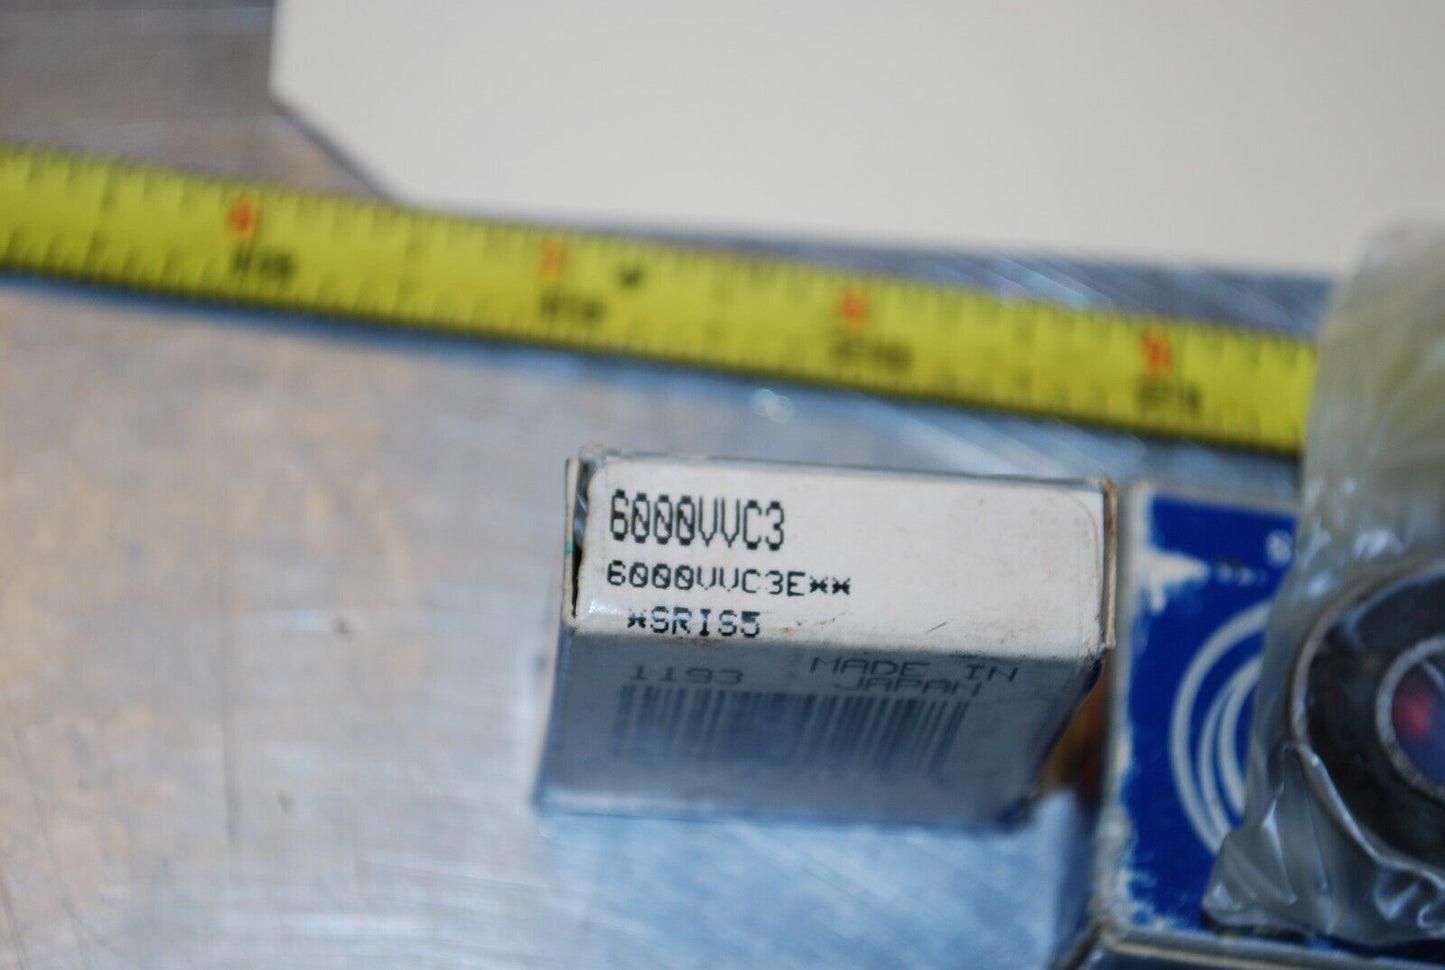 6000VVC3
6000VVC3E**
*SRIS5
1193 MADE IN
JAPAN